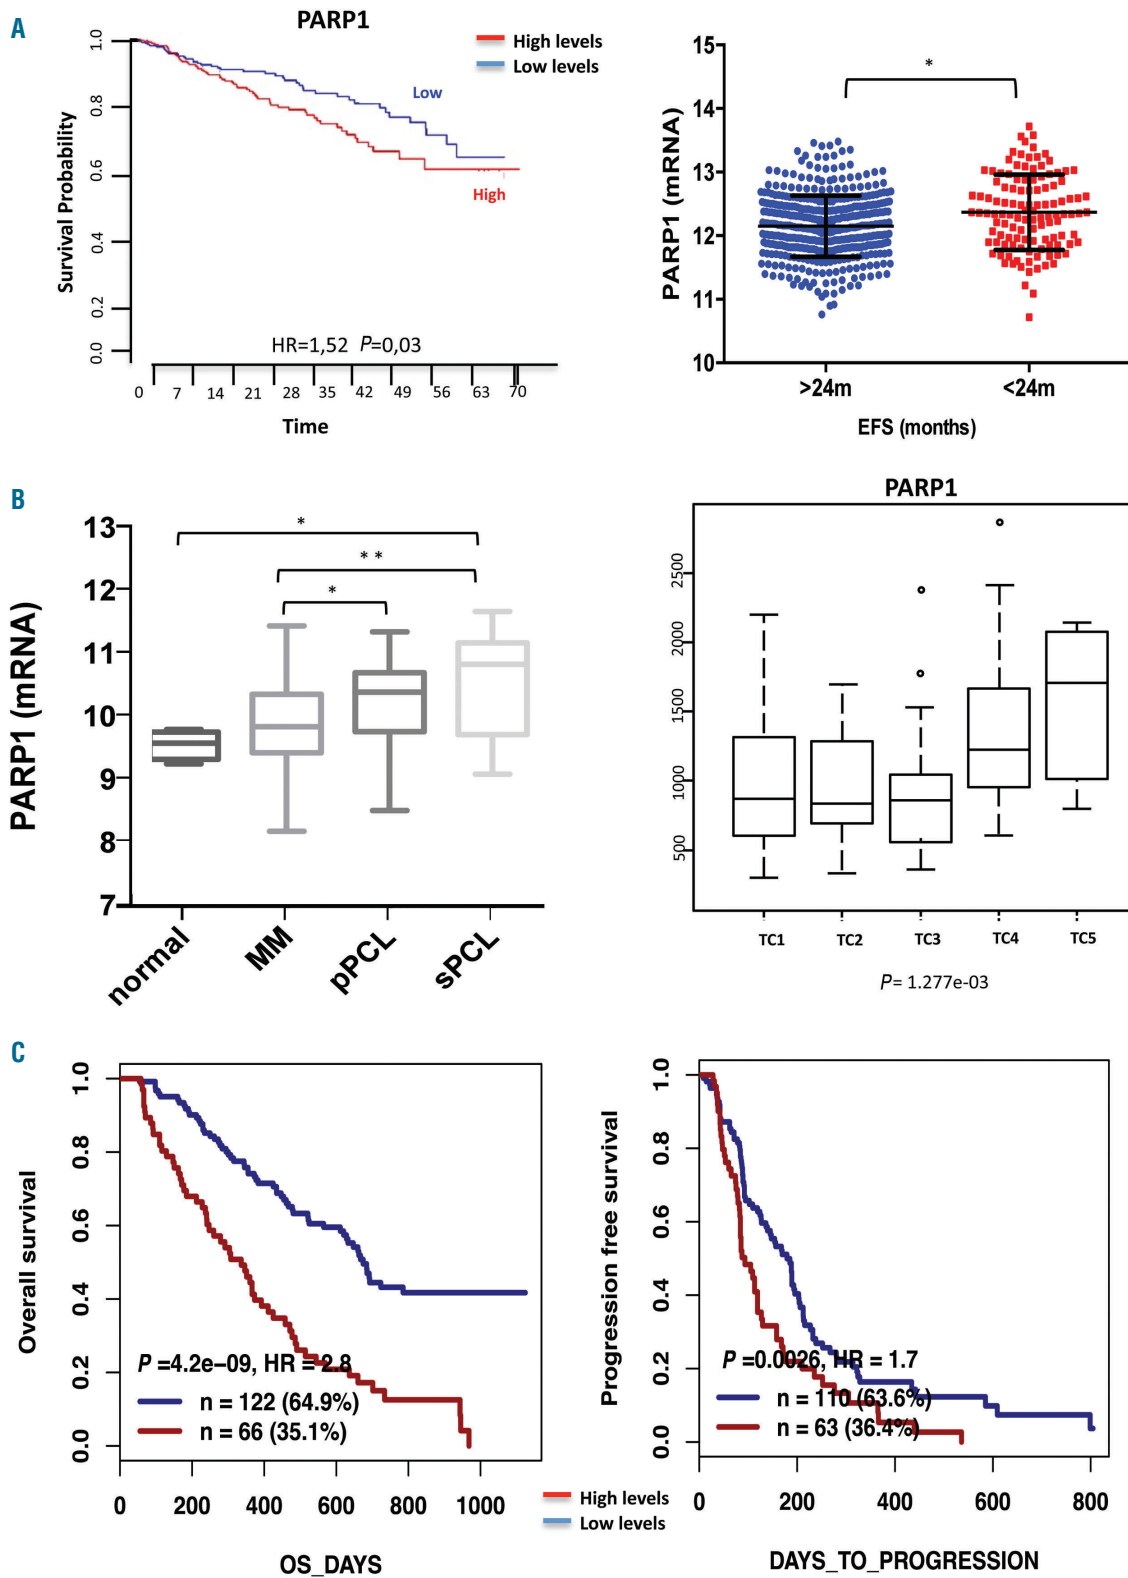 A
PARP1
High levels
Low levels
Survival Probability
1.0
0.8
0.6
0.4
0.2
0.0
Low
High
HR=1,52 P=0,03
0 7 14 21 28 35 42 49 56 63 70
Time
PARP1 (mRNA)
15
14
13
12
11
10
*
>24m <24m
EFS (months)
B
PARP1 (mRNA)
13
12
11
10
9
8
7
*
* *
*
normal MM pPCL sPCL
PARP1
2500
2000
1500
1000
500
TC1 TC2 TC3 TC4 TC5
P= 1.277e-03
C
Overall survival
1.0
0.8
0.6
0.4
0.2
0.0
P =4.2e–09, HR = 2.8
n = 122 (64.9%)
n = 66 (35.1%)
0 200 400 600 800 1000
OS_DAYS
High levels
Low levels
Progression free survival
1.0
0.8
0.6
0.4
0.2
0.0
P =0.0026, HR = 1.7
n = 110 (63.6%)
n = 63 (36.4%)
0 200 400 600 800
DAYS_TO_PROGRESSION